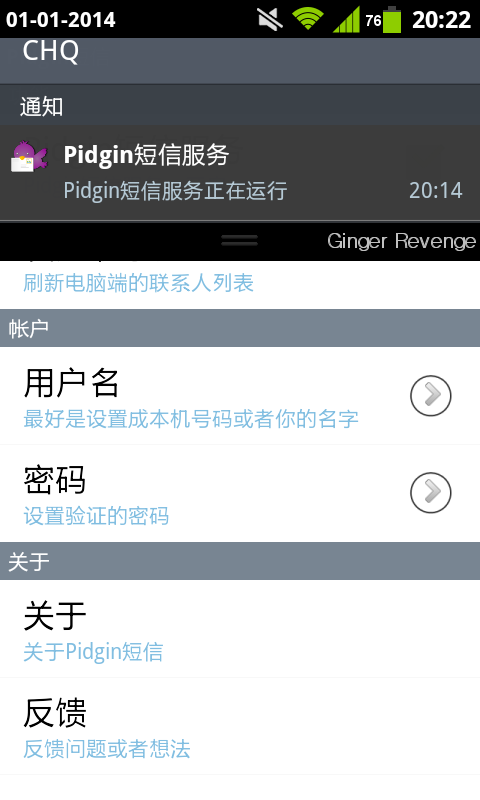 01-01-2014 76 20:22
CHQ
通知
Pidgin短信服务
Pidgin短信服务正在运行 20:14
Ginger Revenge
刷新电脑端的联系人列表
帐户
用户名
最好是设置成本机号码或者你的名字
密码
设置验证的密码
关于
关于
关于Pidgin短信
反馈
反馈问题或者想法